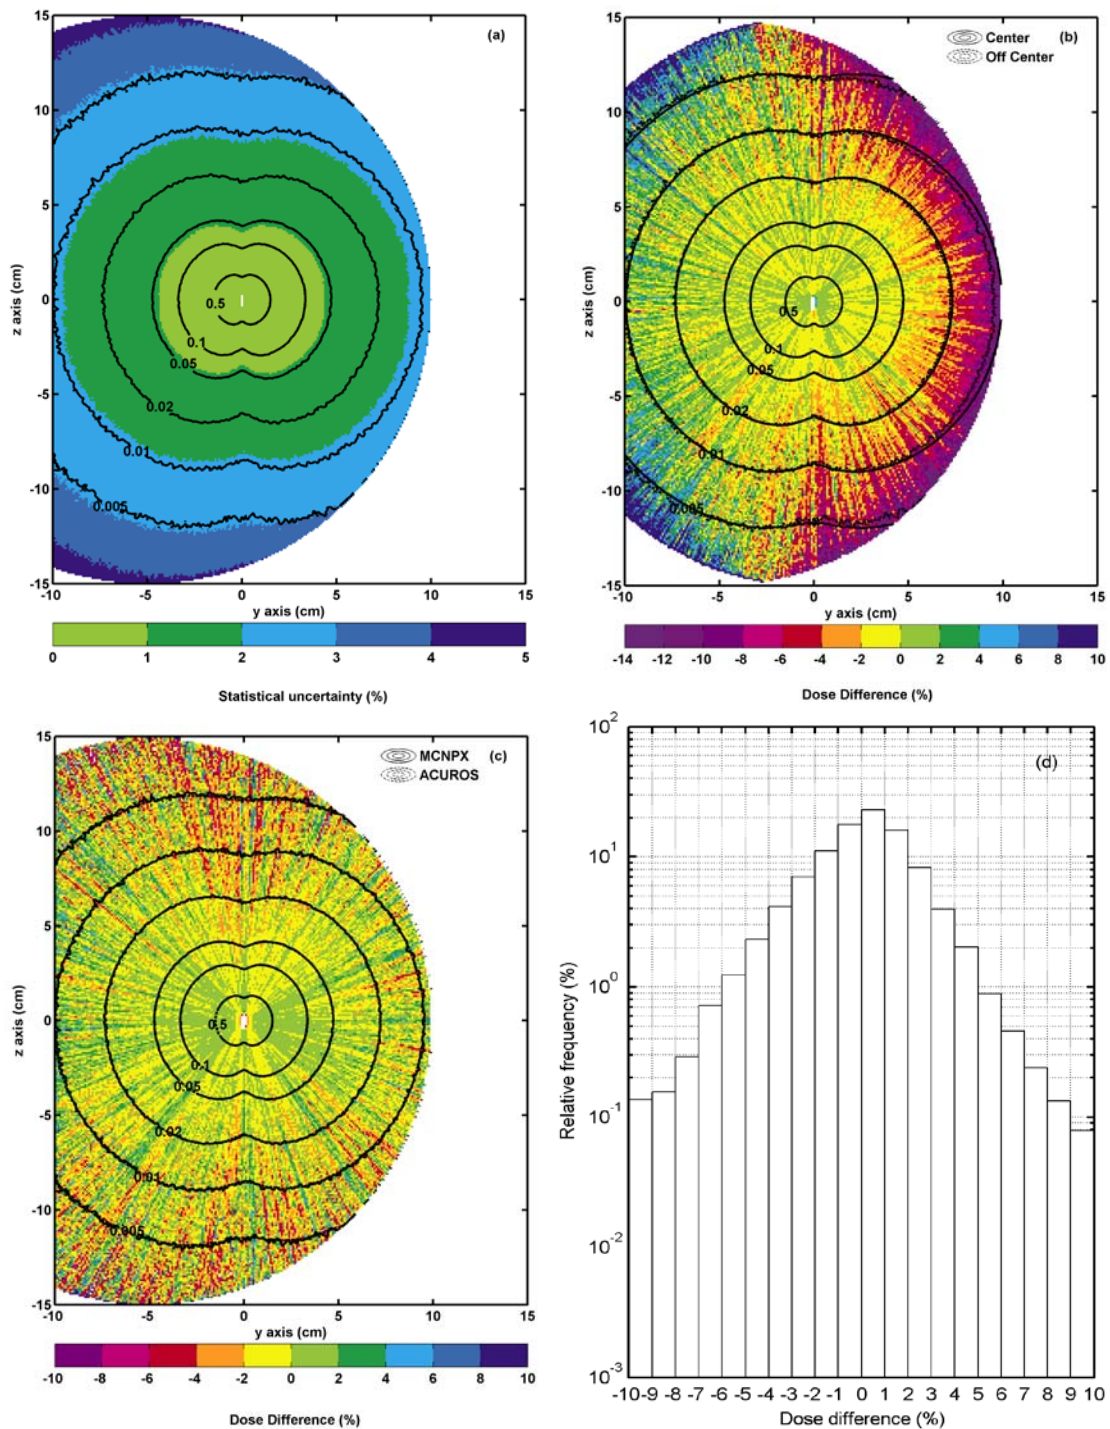 (a)
15
10
5
0
-5
-10
-15
z axis (cm)
0.5
0.1
0.05
0.02
0.01
0.005
-10 -5 0 5 10 15
y axis (cm)
0 1 2 3 4 5
Statistical uncertainty (%)
(b)
Center
Off Center
15
10
5
0
-5
-10
-15
z axis (cm)
0.5
0.1
0.05
0.02
0.01
0.005
-10 -5 0 5 10 15
y axis (cm)
-14 -12 -10 -8 -6 -4 -2 0 2 4 6 8 10
Dose Difference (%)
(c)
MCNPX
ACUROS
15
10
5
0
-5
-10
-15
z axis (cm)
0.5
0.1
0.05
0.02
0.01
0.005
-10 -5 0 5 10 15
y axis (cm)
-10 -8 -6 -4 -2 0 2 4 6 8 10
Dose Difference (%)
(d)
10^2
10^1
10^0
10^-1
10^-2
10^-3
Relative frequency (%)
-10 -9 -8 -7 -6 -5 -4 -3 -2 -1 0 1 2 3 4 5 6 7 8 9 10
Dose difference (%)